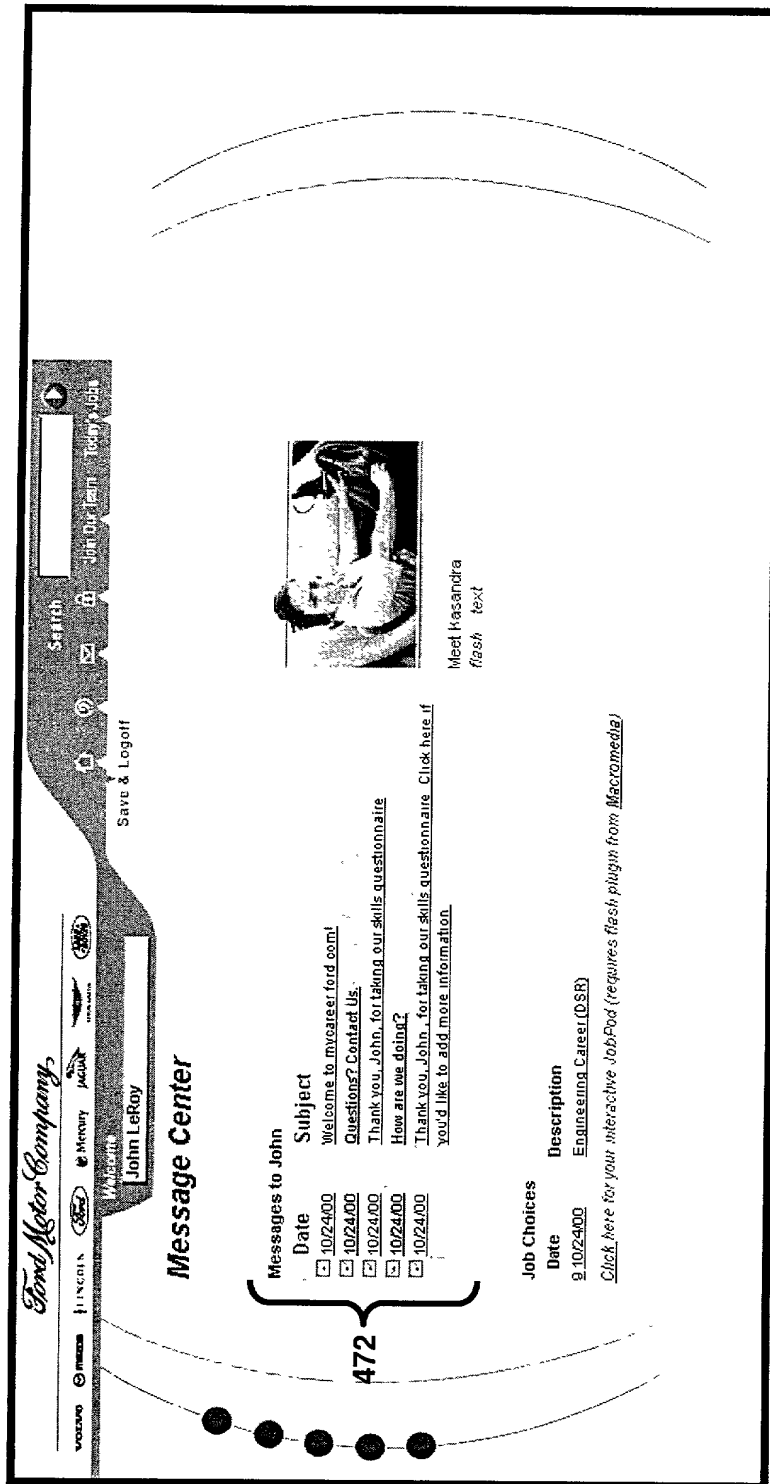 Ford Motor Company
VOLVO mazda LINCOLN Ford Mercury JAGUAR
Welcome
John LeRoy
Search
Join Our Team Today's Jobs
Save & Logoff
Message Center
Messages to John
Date Subject
10/24/00 Welcome to mycareer ford com!
10/24/00 Questions? Contact Us.
10/24/00 Thank you, John, for taking our skills questionnaire
10/24/00 How are we doing?
10/24/00 Thank you, John , for taking our skills questionnaire Click here if
you'd like to add more information
472
Meet Kasandra
flash text
Job Choices
Date Description
9 10/24/00 Engineering Career (DSR)
Click here for your interactive JobPod (requires flash plugin from Macromedia)